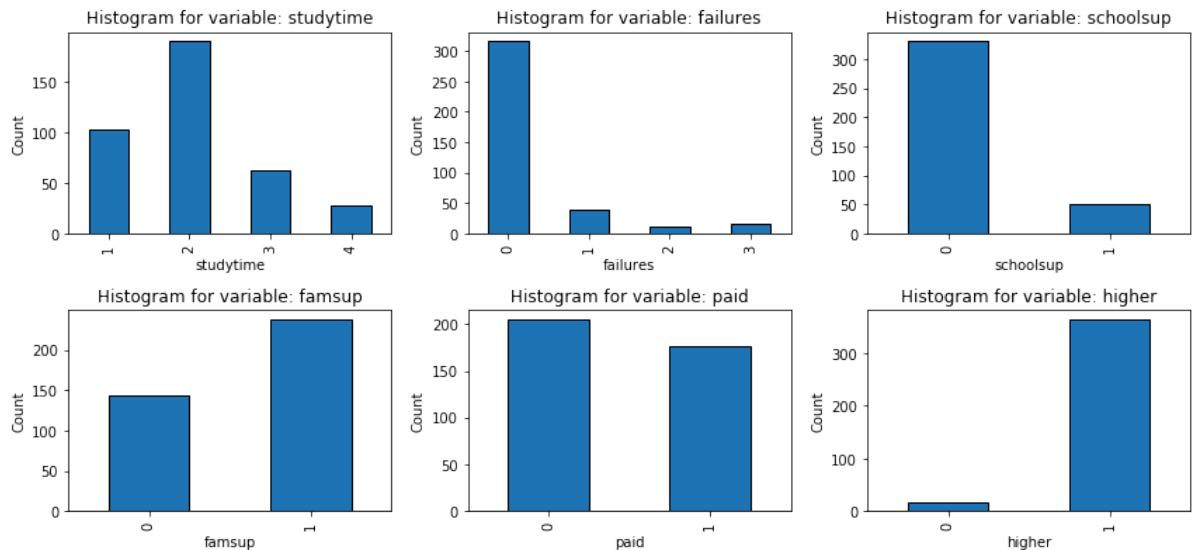 Histogram for variable: studytime
Count
150
100
50
0
1
2
3
4
studytime
Histogram for variable: failures
Count
300
250
200
150
100
50
0
0
1
2
3
failures
Histogram for variable: schoolsup
Count
300
250
200
150
100
50
0
0
1
schoolsup
Histogram for variable: famsup
Count
200
150
100
50
0
0
1
famsup
Histogram for variable: paid
Count
200
150
100
50
0
0
1
paid
Histogram for variable: higher
Count
300
200
100
0
0
1
higher